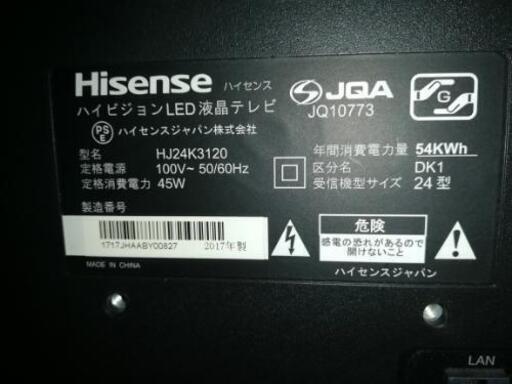 Hisense ハイセンス
JQA
JQ10773
G
ハイビジョンLED液晶テレビ
PSE ハイセンスジャパン株式会社
型名 HJ24K3120
定格電源 100V~ 50/60Hz
定格消費電力 45W
年間消費電力量 54KWh
区分名 DK1
受信機型サイズ 24型
製造番号
1717JHAABY00827 2017年製
MADE IN CHINA
危険
感電の恐れがあるので
開けないこと
ハイセンスジャパン
LAN